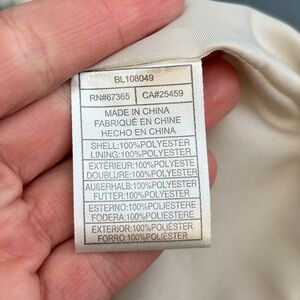 BL108049
RN#67365 CA#25459
MADE IN CHINA
FABRIQUÉ EN CHINE
HECHO EN CHINA
SHELL:100%POLYESTER
LINING:100%POLYESTER
EXTÉRIEUR:100%POLYESTE
DOUBLURE:100%POLYESTER
AUßERHALB:100%POLYESTER
FUTTER:100%POLYESTER
ESTERNO:100%POLIESTERE
FODERA:100%POLIESTERE
EXTERIOR:100%POLIÉSTER
FORRO:100%POLIÉSTER